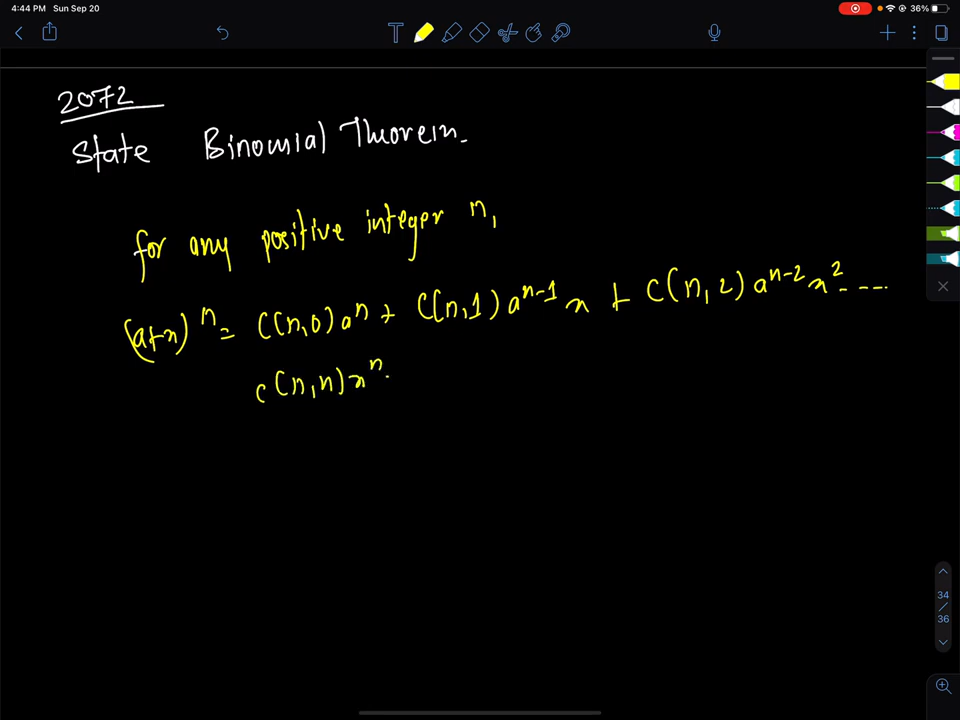 4:44 PM Sun Sep 20 36%
2072
State Binomial Theorem.
for any positive integer n,
(a+x)^n = C(n,0)a^n + C(n,1)a^{n-1} x + C(n,2)a^{n-2} x^2 - ---
C(n,n)x^n.
34
/
36